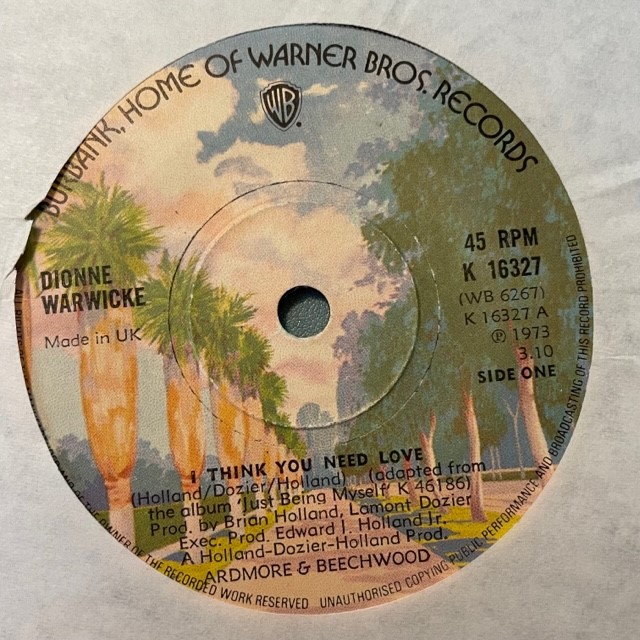 BURBANK, HOME OF WARNER BROS. RECORDS
WB
DIONNE
WARWICKE
Made in UK
45 RPM
K 16327
(WB 6267)
K 16327 A
℗ 1973
3.10
SIDE ONE
I THINK YOU NEED LOVE
(Holland/Dozier/Holland) (adapted from
the album 'Just Being Myself' K 46186)
Prod. by Brian Holland, Lamont Dozier
Exec. Prod. Edward J. Holland Jr.
A Holland-Dozier-Holland Prod.
ARDMORE & BEECHWOOD
OF THE OWNER OF THE RECORDED WORK RESERVED UNAUTHORISED COPYING PUBLIC PERFORMANCE AND BROADCASTING OF THIS RECORD PROHIBITED